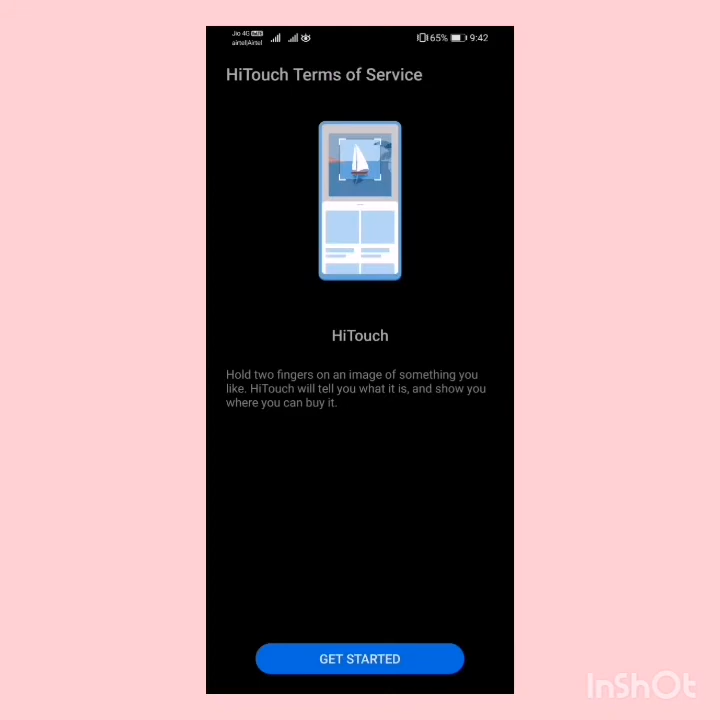 Jio 4G VoLTE
airtel|Airtel
65% 9:42
HiTouch Terms of Service
HiTouch
Hold two fingers on an image of something you
like. HiTouch will tell you what it is, and show you
where you can buy it.
GET STARTED
InShOt